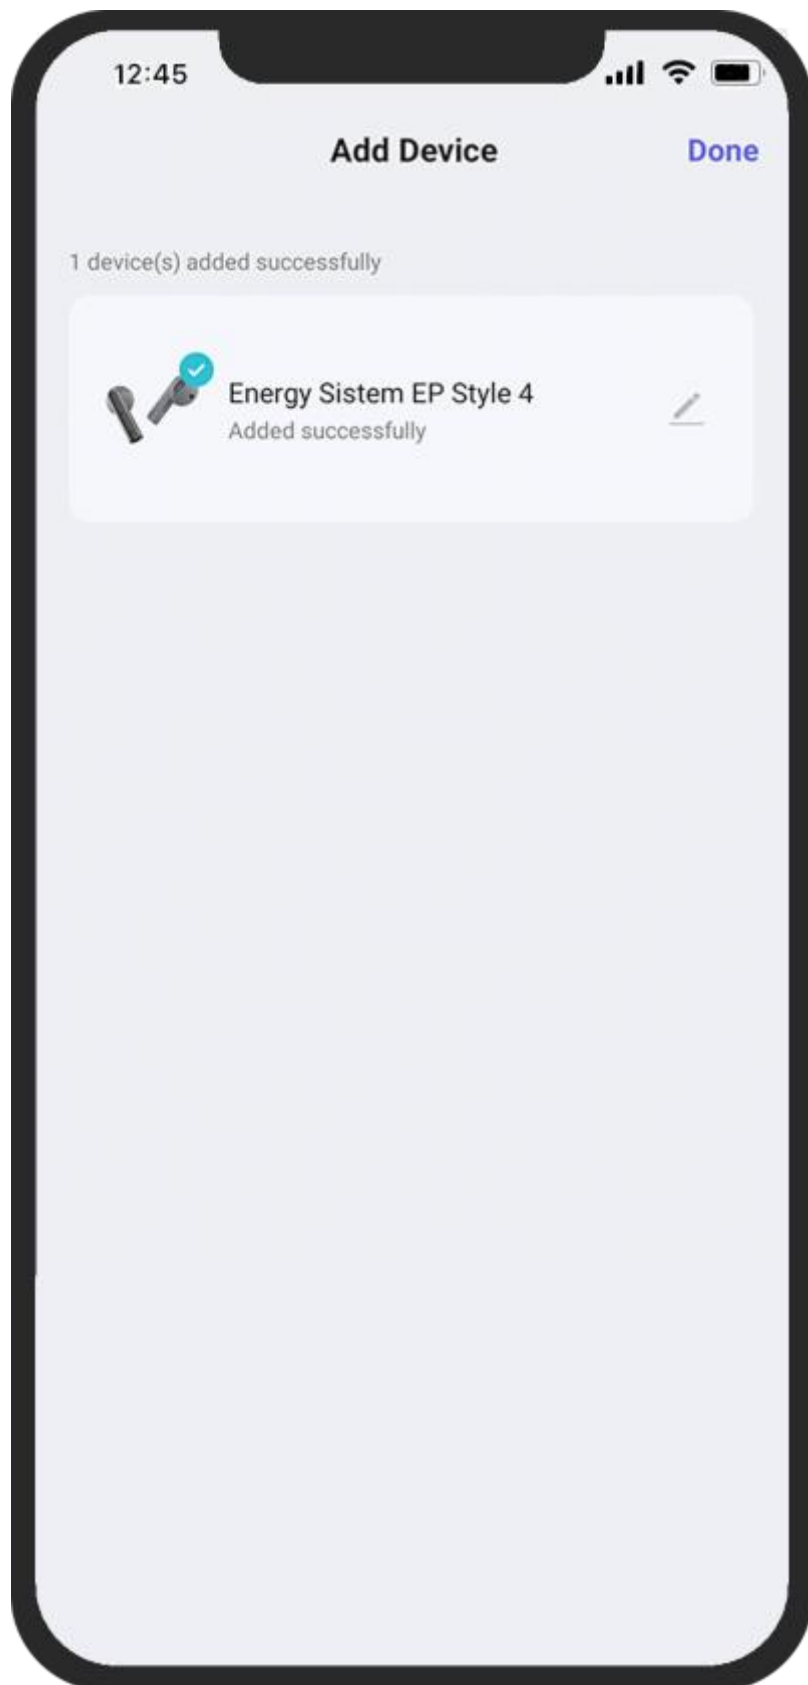 12:45
Add Device
Done
1 device(s) added successfully
Energy Sistem EP Style 4
Added successfully